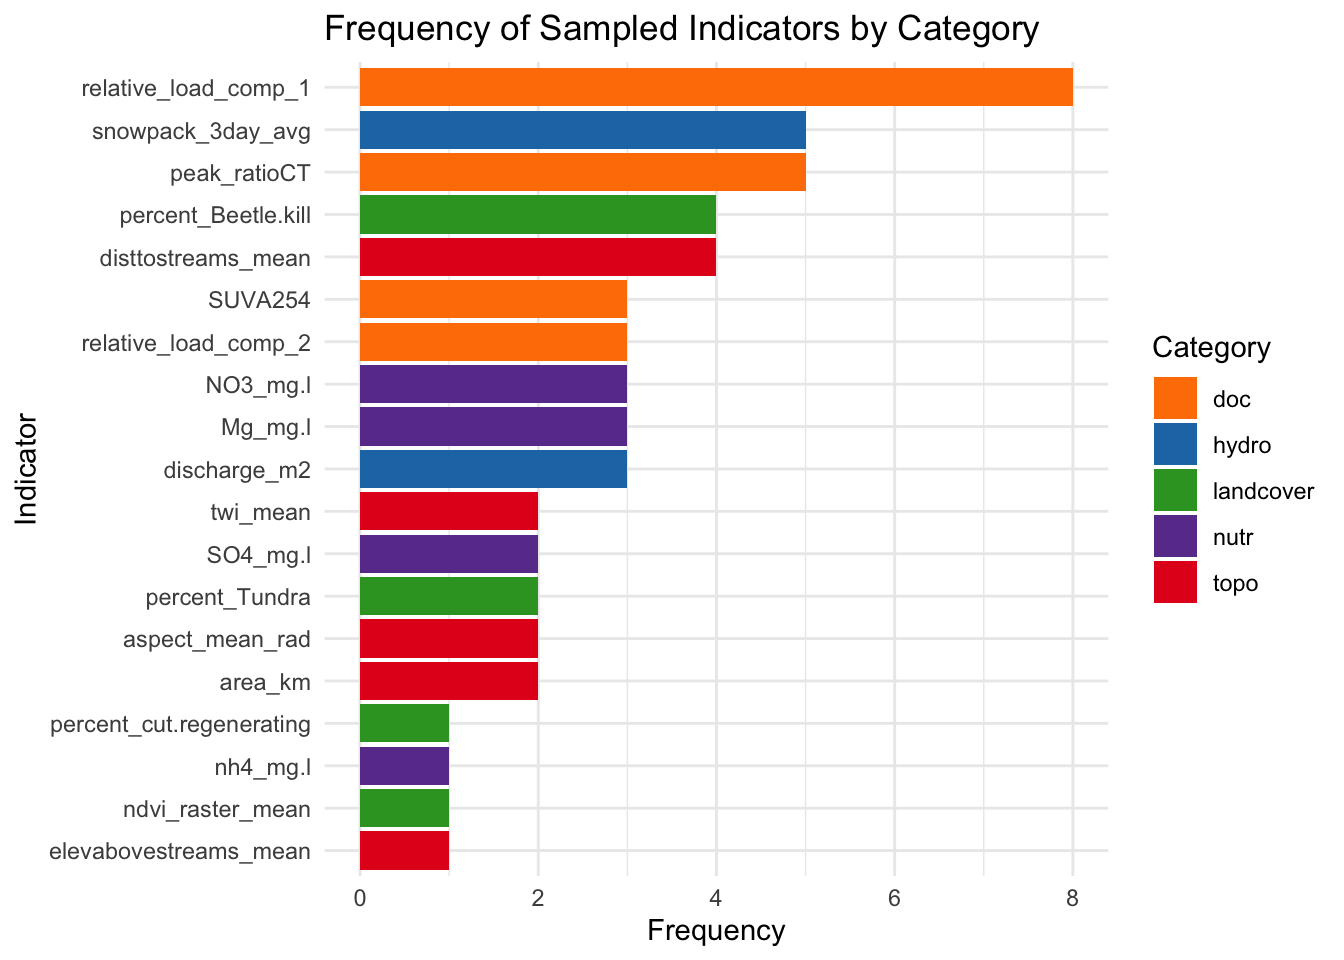 Frequency of Sampled Indicators by Category
relative_load_comp_1
snowpack_3day_avg
peak_ratioCT
percent_Beetle.kill
disttostreams_mean
SUVA254
relative_load_comp_2
NO3_mg.l
Mg_mg.l
discharge_m2
twi_mean
SO4_mg.l
percent_Tundra
aspect_mean_rad
area_km
percent_cut.regenerating
nh4_mg.l
ndvi_raster_mean
elevabovestreams_mean
Indicator
0 2 4 6 8
Frequency
Category
doc
hydro
landcover
nutr
topo